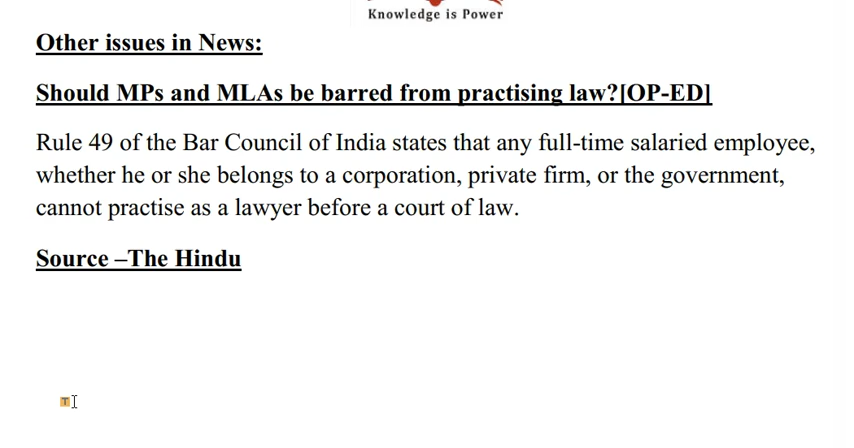 Knowledge is Power
Other issues in News:
Should MPs and MLAs be barred from practising law?[OP-ED]
Rule 49 of the Bar Council of India states that any full-time salaried employee,
whether he or she belongs to a corporation, private firm, or the government,
cannot practise as a lawyer before a court of law.
Source –The Hindu
T